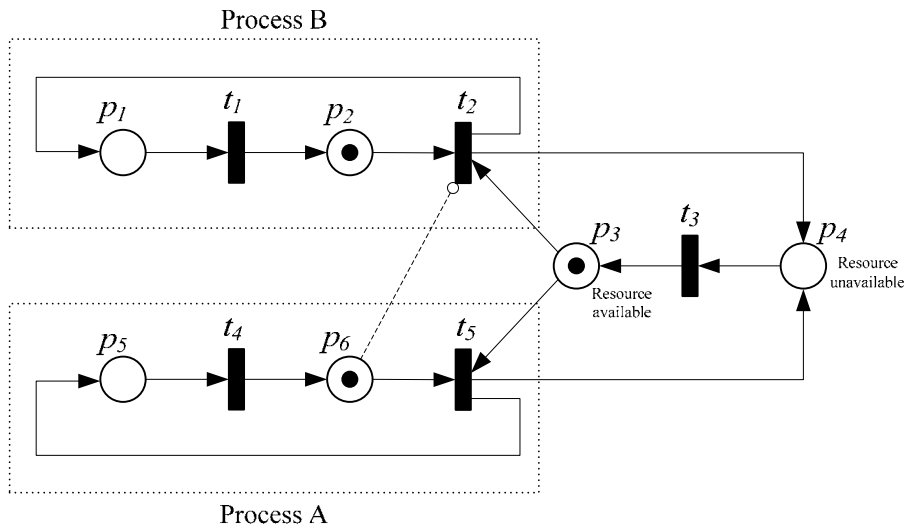 Process B
p1
t1
p2
t2
p3
t3
p4
Resource
unavailable
Resource
available
p5
t4
p6
t5
Process A